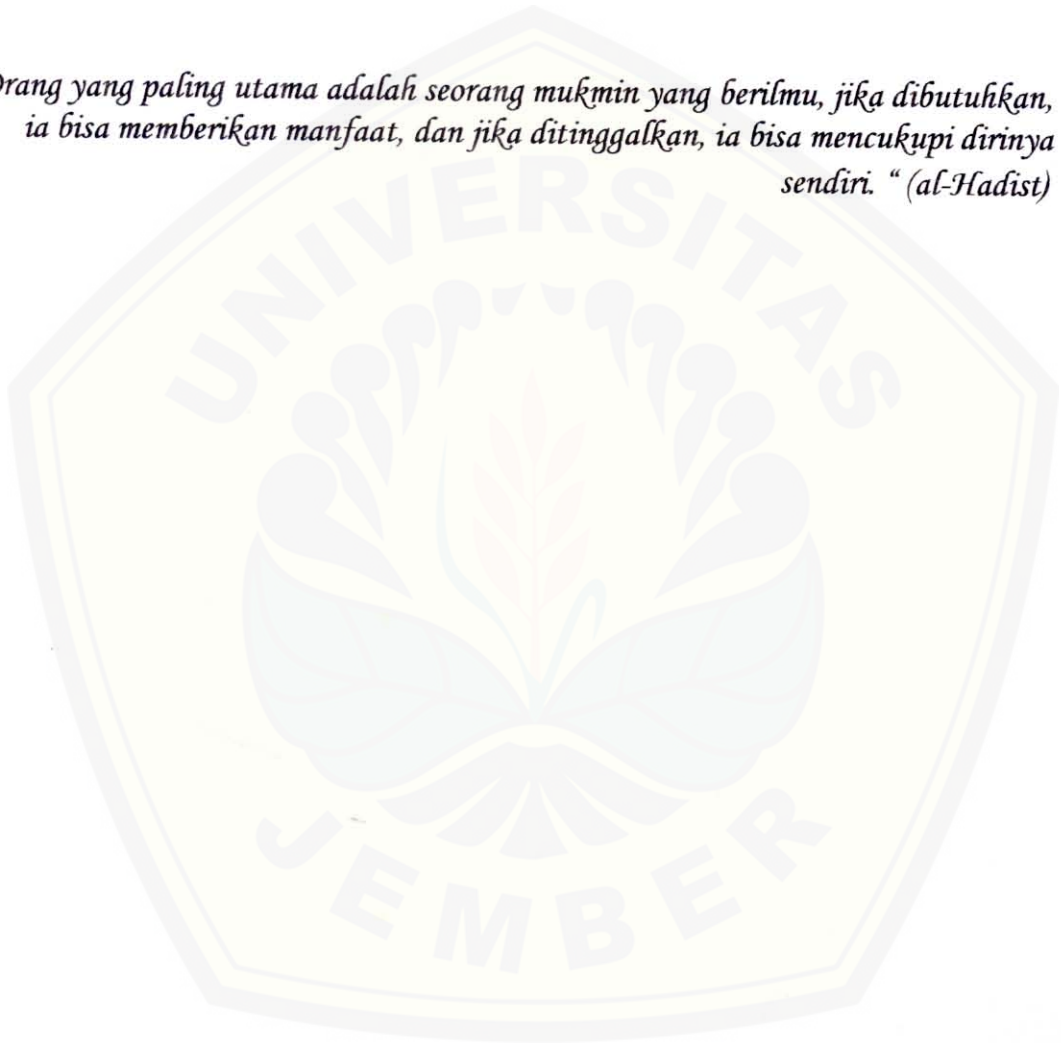 Orang yang paling utama adalah seorang mukmin yang berilmu, jika dibutuhkan,
ia bisa memberikan manfaat, dan jika ditinggalkan, ia bisa mencukupi dirinya
sendiri. “ (al-Hadist)
UNIVERSITAS
JEMBER